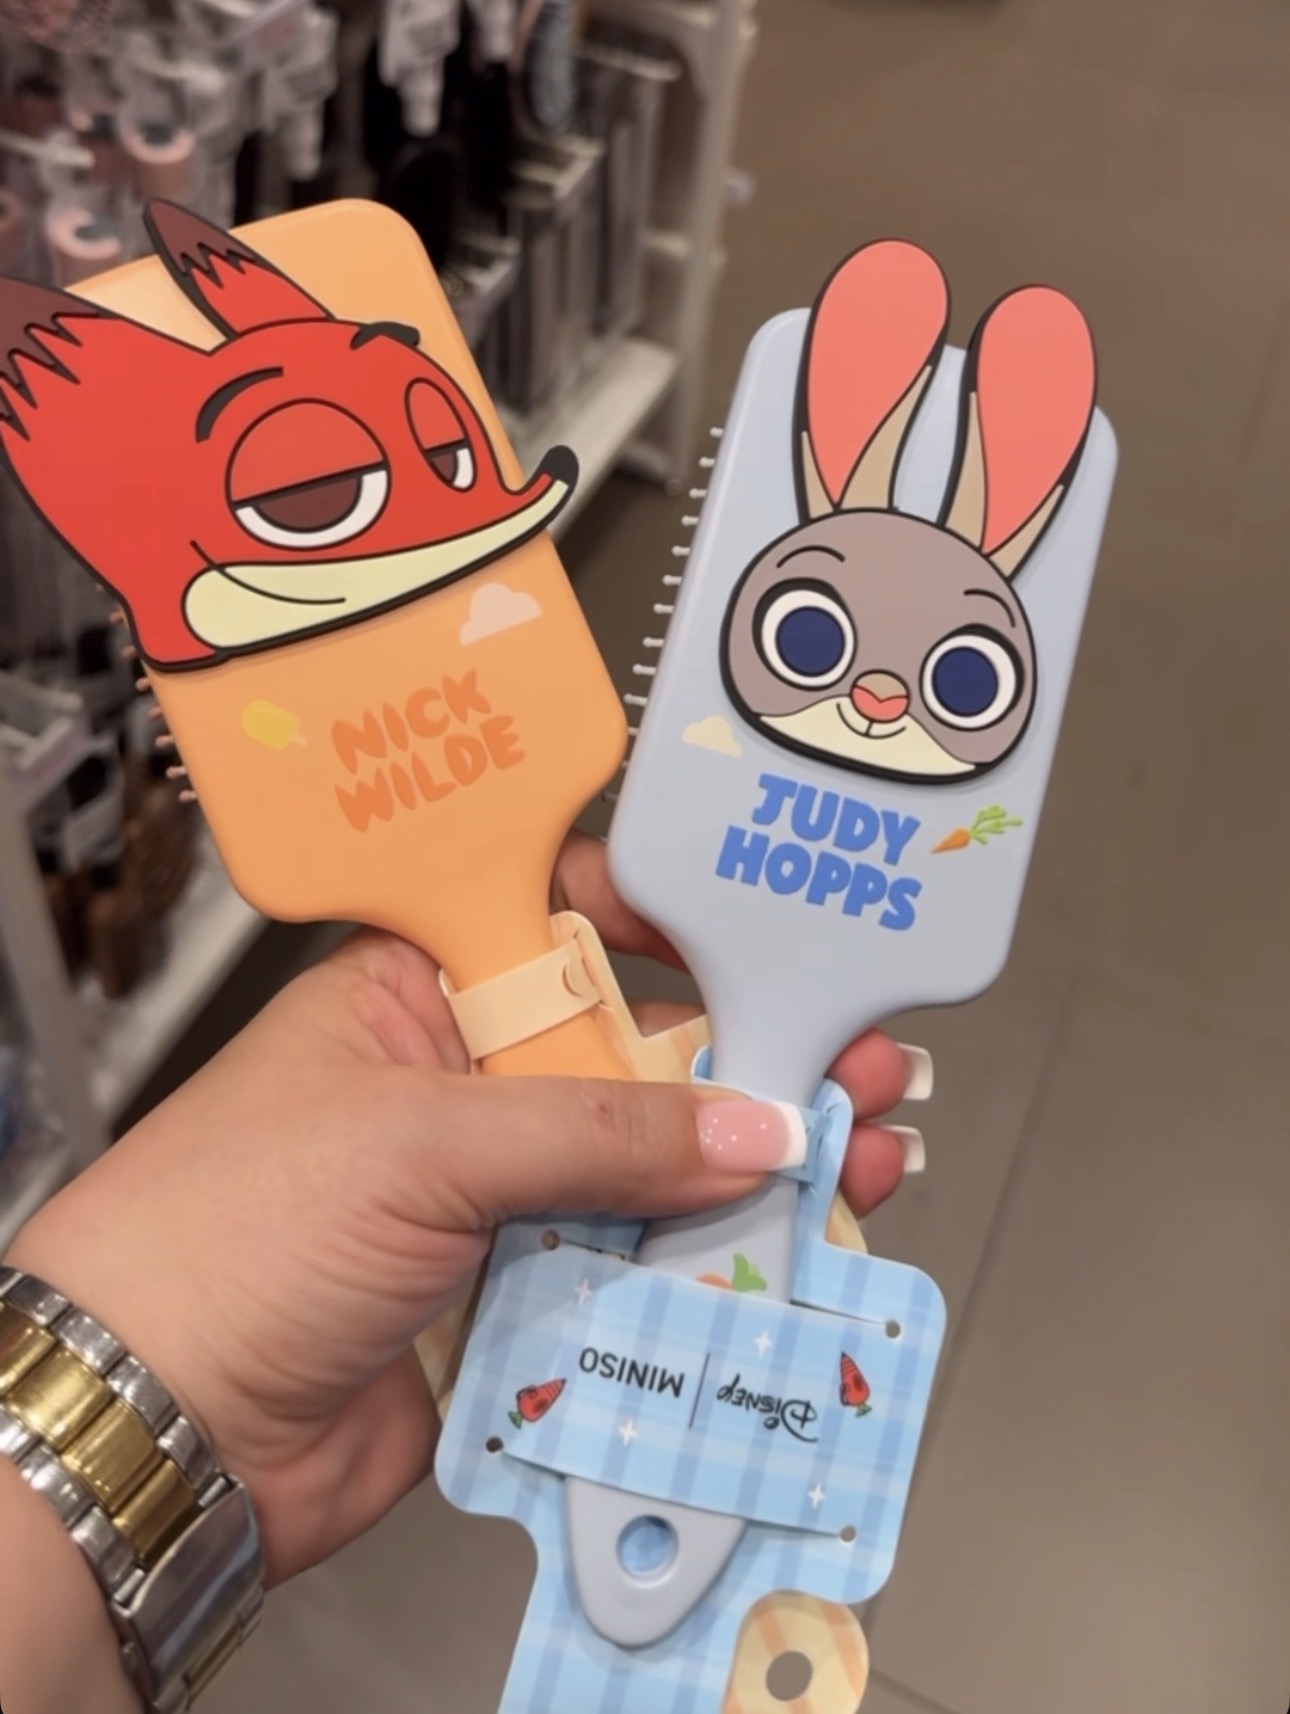 NICK
WILDE
JUDY
HOPPS
Disney | MINISO